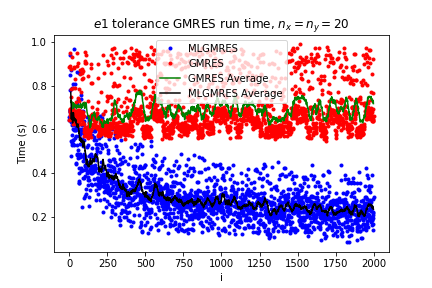 e1 tolerance GMRES run time, n_x = n_y = 20
MLGMRES
GMRES
GMRES Average
MLGMRES Average
Time (s)
1.0
0.8
0.6
0.4
0.2
0 250 500 750 1000 1250 1500 1750 2000
i